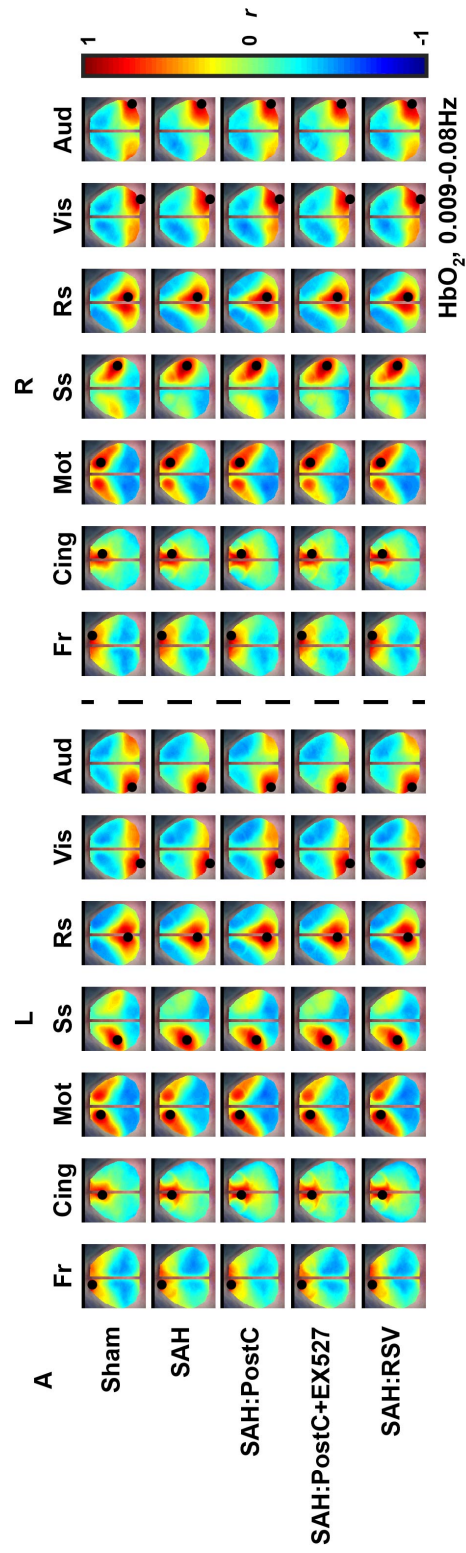 A
L
R
Fr Cing Mot Ss Rs Vis Aud Fr Cing Mot Ss Rs Vis Aud
Sham
SAH
SAH:PostC
SAH:PostC+EX527
SAH:RSV
1
0
-1
r
HbO2, 0.009-0.08Hz